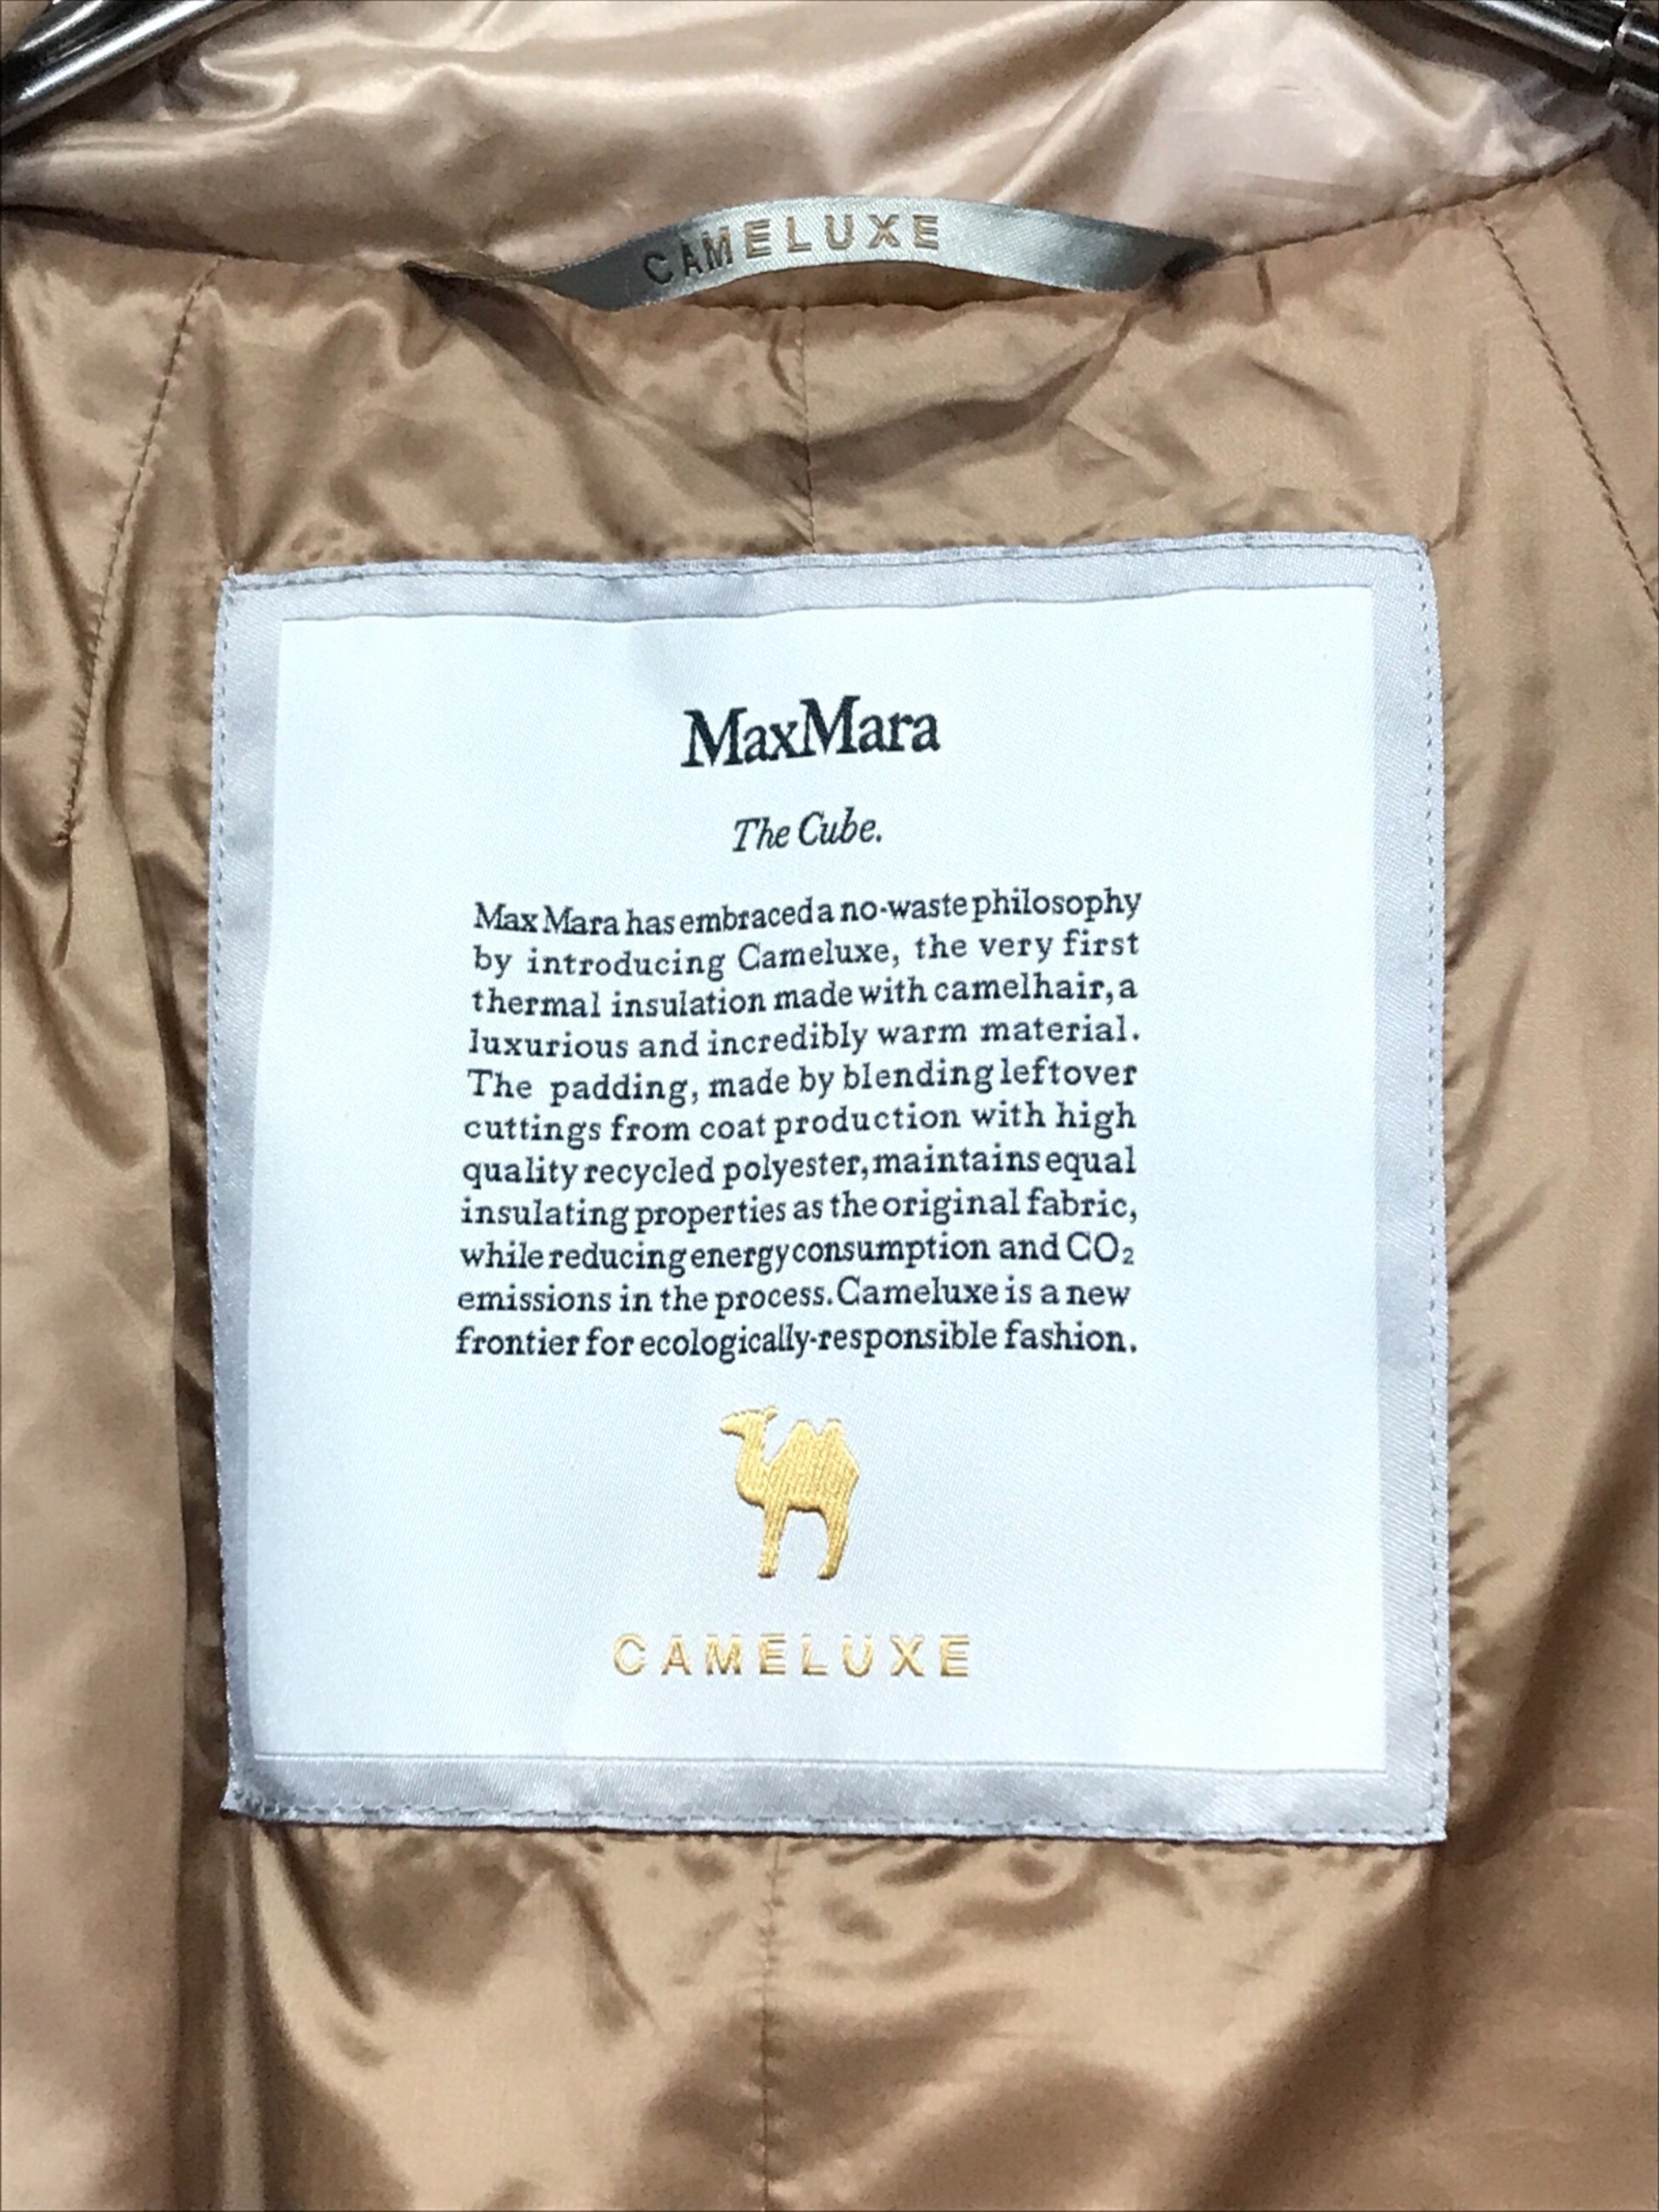 CAMELUXE
MaxMara
The Cube.
Max Mara has embraced a no-waste philosophy
by introducing Cameluxe, the very first
thermal insulation made with camelhair, a
luxurious and incredibly warm material.
The padding, made by blending leftover
cuttings from coat production with high
quality recycled polyester, maintains equal
insulating properties as the original fabric,
while reducing energy consumption and CO₂
emissions in the process. Cameluxe is a new
frontier for ecologically-responsible fashion.
CAMELUXE